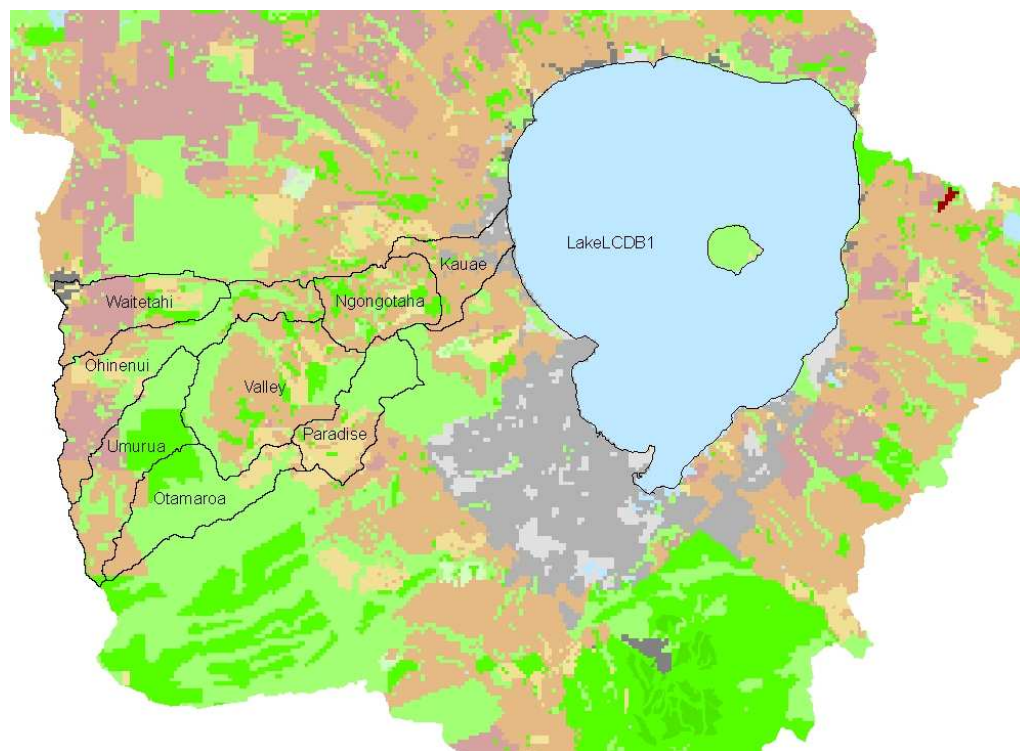 LakeLCDB1
Kauae
Waitetahi
Ngongotaha
Ohinenui
Valley
Paradise
Umurua
Otamaroa